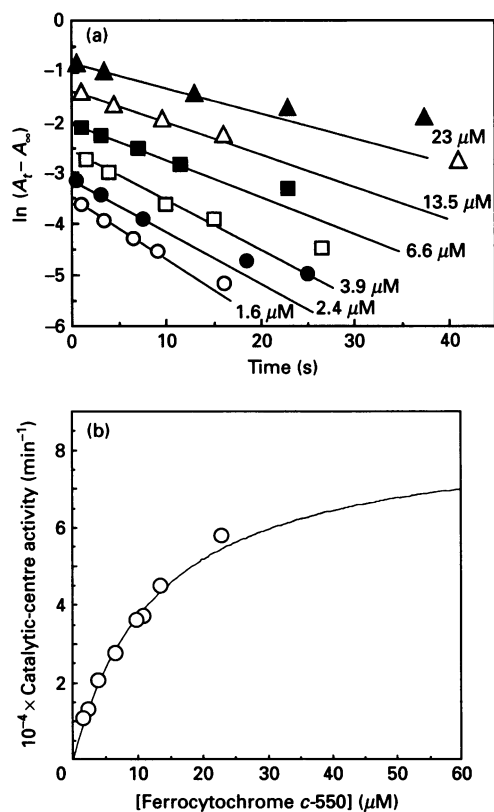 (a)
0
−1
−2
−3
−4
−5
−6
ln (Aₜ − A∞)
23 μM
13.5 μM
6.6 μM
3.9 μM
2.4 μM
1.6 μM
0 10 20 30 40
Time (s)
(b)
8
6
4
2
10⁻⁴ × Catalytic-centre activity (min⁻¹)
0 10 20 30 40 50 60
[Ferrocytochrome c-550] (μM)